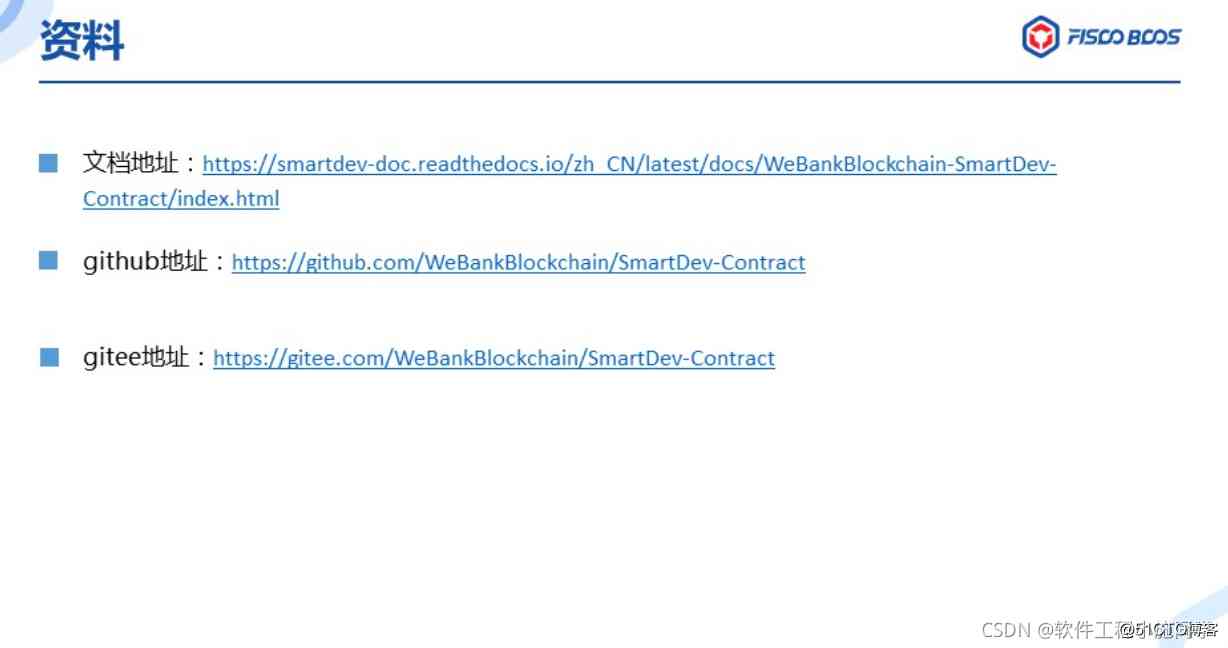 资料
FISCO BCOS
文档地址：https://smartdev-doc.readthedocs.io/zh_CN/latest/docs/WeBankBlockchain-SmartDev-
Contract/index.html
github地址：https://github.com/WeBankBlockchain/SmartDev-Contract
gitee地址：https://gitee.com/WeBankBlockchain/SmartDev-Contract
CSDN @软件工程
@51CTO博客